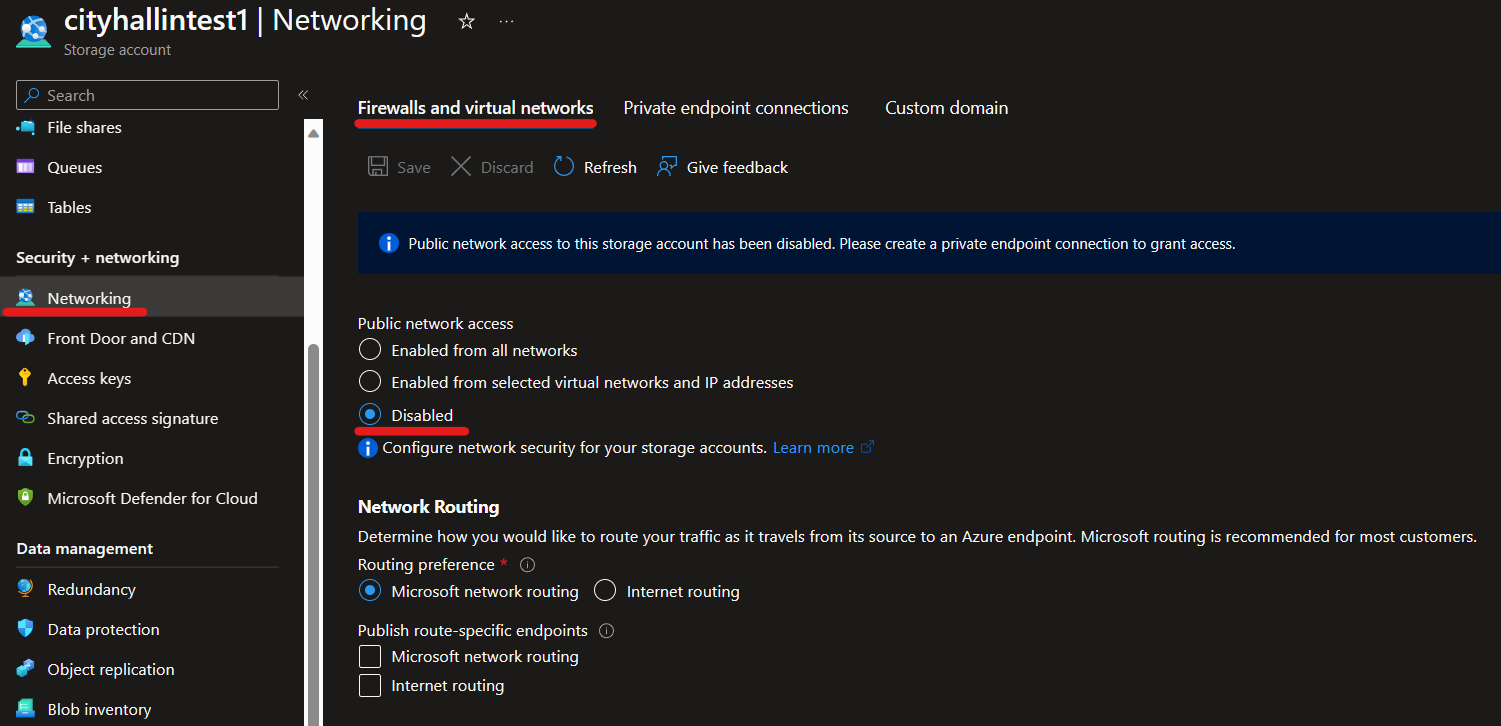 cityhallintest1 | Networking
Storage account
Search
File shares
Queues
Tables
Security + networking
Networking
Front Door and CDN
Access keys
Shared access signature
Encryption
Microsoft Defender for Cloud
Data management
Redundancy
Data protection
Object replication
Blob inventory
Firewalls and virtual networks Private endpoint connections Custom domain
Save Discard Refresh Give feedback
Public network access to this storage account has been disabled. Please create a private endpoint connection to grant access.
Public network access
Enabled from all networks
Enabled from selected virtual networks and IP addresses
Disabled
Configure network security for your storage accounts. Learn more
Network Routing
Determine how you would like to route your traffic as it travels from its source to an Azure endpoint. Microsoft routing is recommended for most customers.
Routing preference *
Microsoft network routing Internet routing
Publish route-specific endpoints
Microsoft network routing
Internet routing